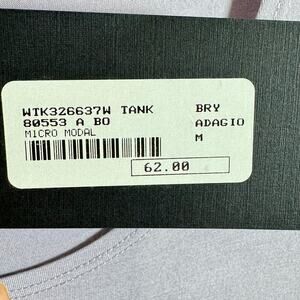 WTK326637W TANK BRY
80553 A BO ADAGIO
MICRO MODAL M
62.00